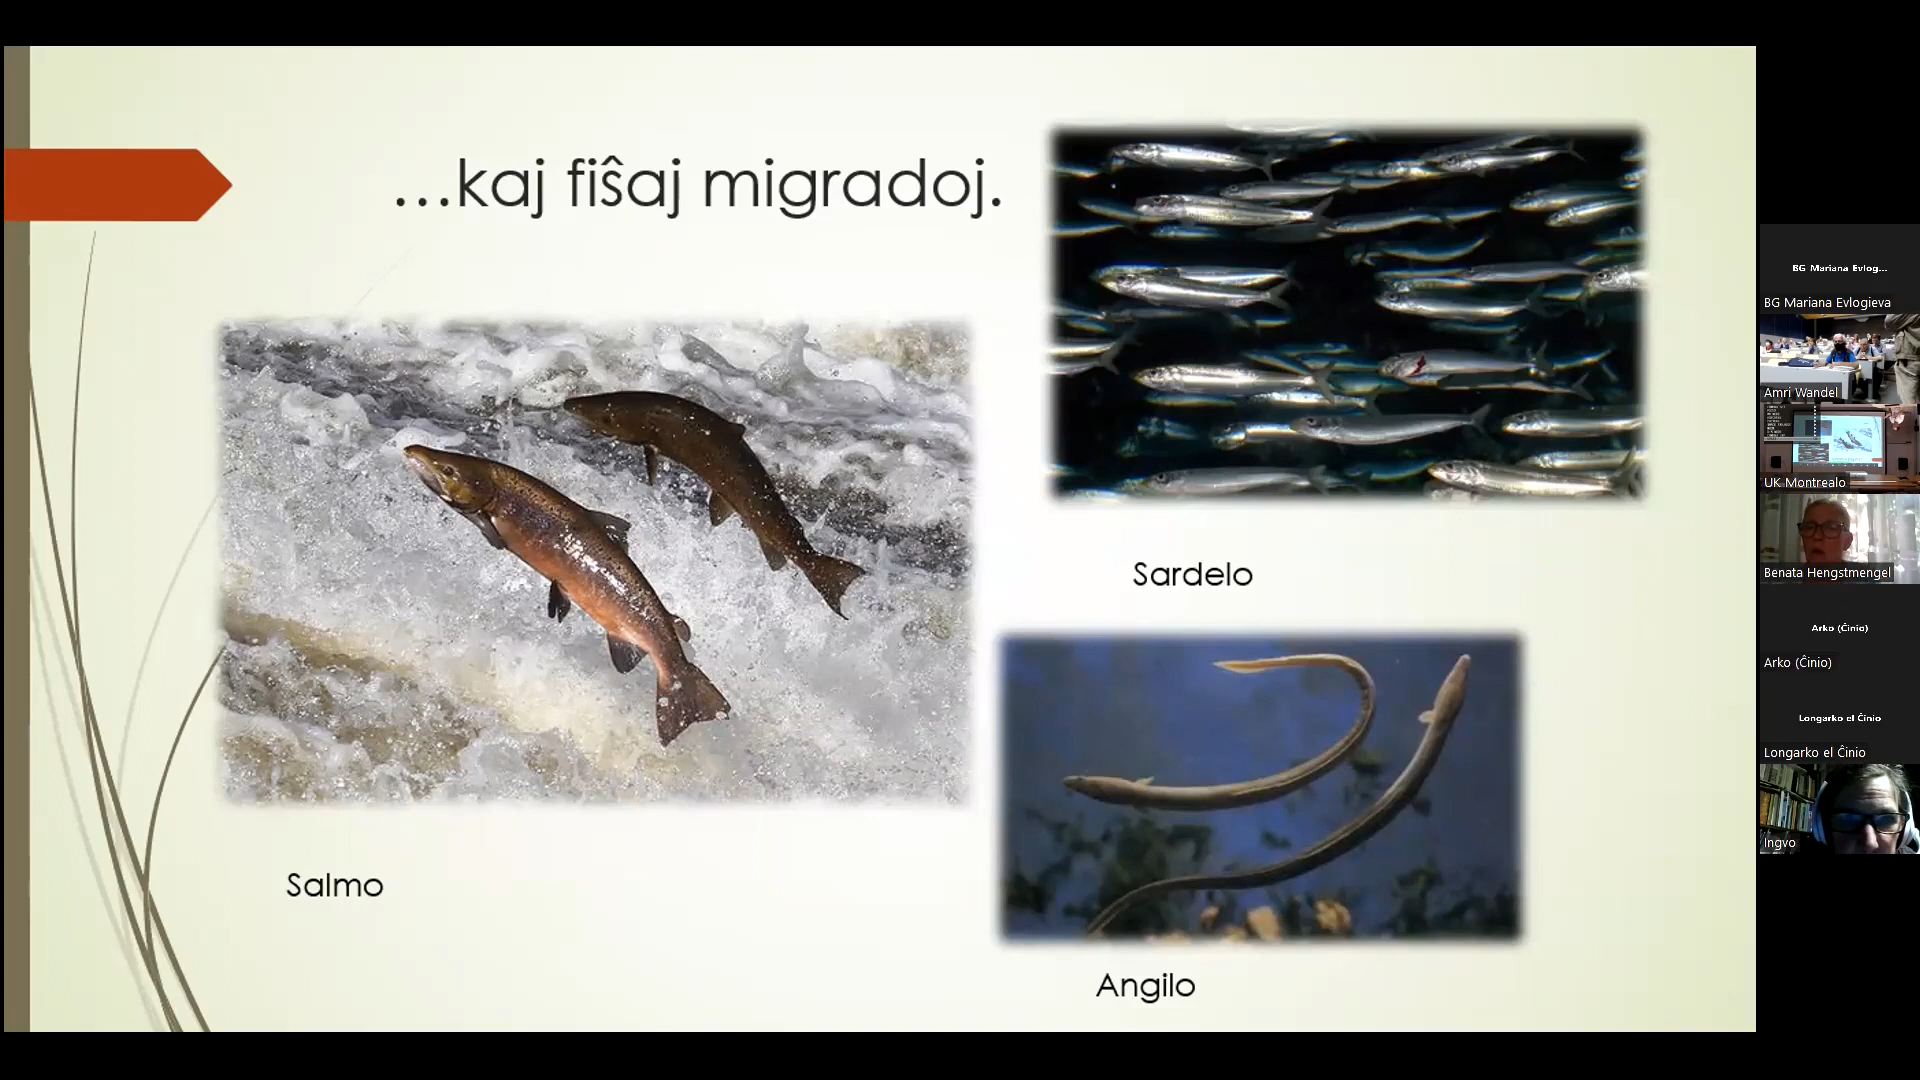 ...kaj fiŝaj migradoj.
Sardelo
Salmo
Angilo
BG Mariana Evlog...
BG Mariana Evlogieva
Amri Wandel
UK Montrealo
Benata Hengstmengel
Arko (Ĉinio)
Arko (Ĉinio)
Longarko el Ĉinio
Longarko el Ĉinio
Ingvo